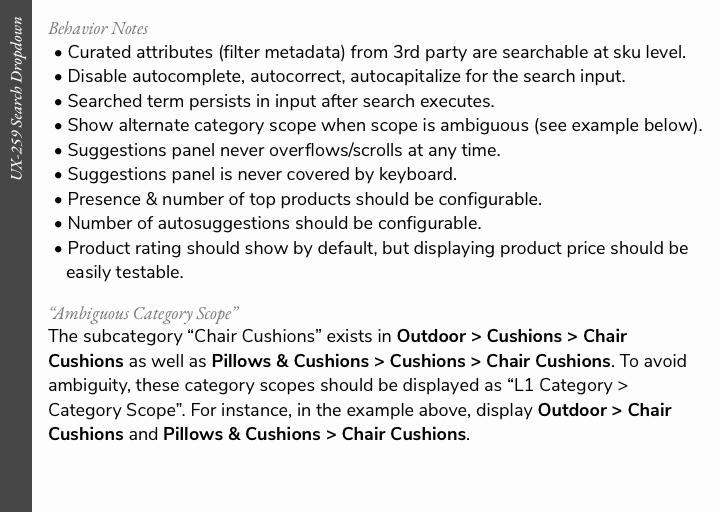 UX-259 Search Dropdown
Behavior Notes
• Curated attributes (filter metadata) from 3rd party are searchable at sku level.
• Disable autocomplete, autocorrect, autocapitalize for the search input.
• Searched term persists in input after search executes.
• Show alternate category scope when scope is ambiguous (see example below).
• Suggestions panel never overflows/scrolls at any time.
• Suggestions panel is never covered by keyboard.
• Presence & number of top products should be configurable.
• Number of autosuggestions should be configurable.
• Product rating should show by default, but displaying product price should be
easily testable.
“Ambiguous Category Scope”
The subcategory “Chair Cushions” exists in Outdoor > Cushions > Chair
Cushions as well as Pillows & Cushions > Cushions > Chair Cushions. To avoid
ambiguity, these category scopes should be displayed as “L1 Category >
Category Scope”. For instance, in the example above, display Outdoor > Chair
Cushions and Pillows & Cushions > Chair Cushions.